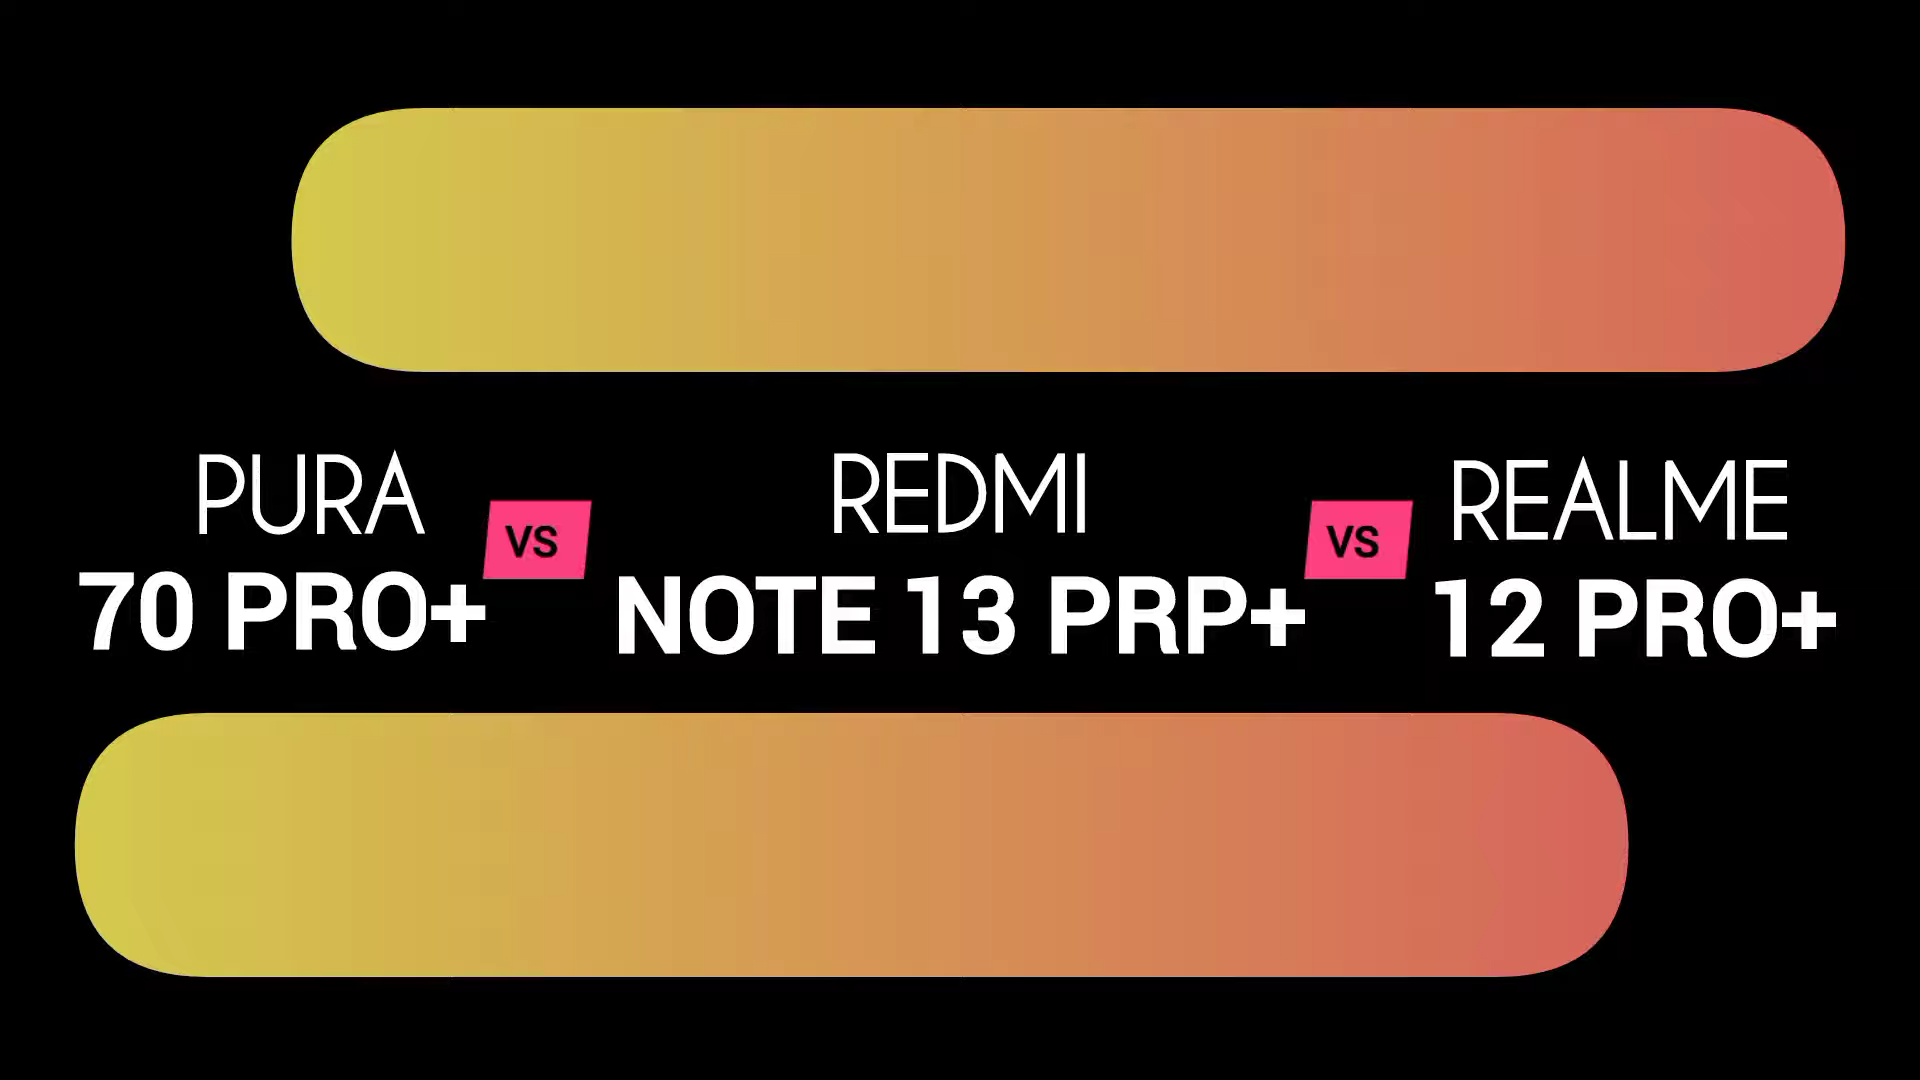 PURA
70 PRO+
VS
REDMI
NOTE 13 PRP+
VS
REALME
12 PRO+